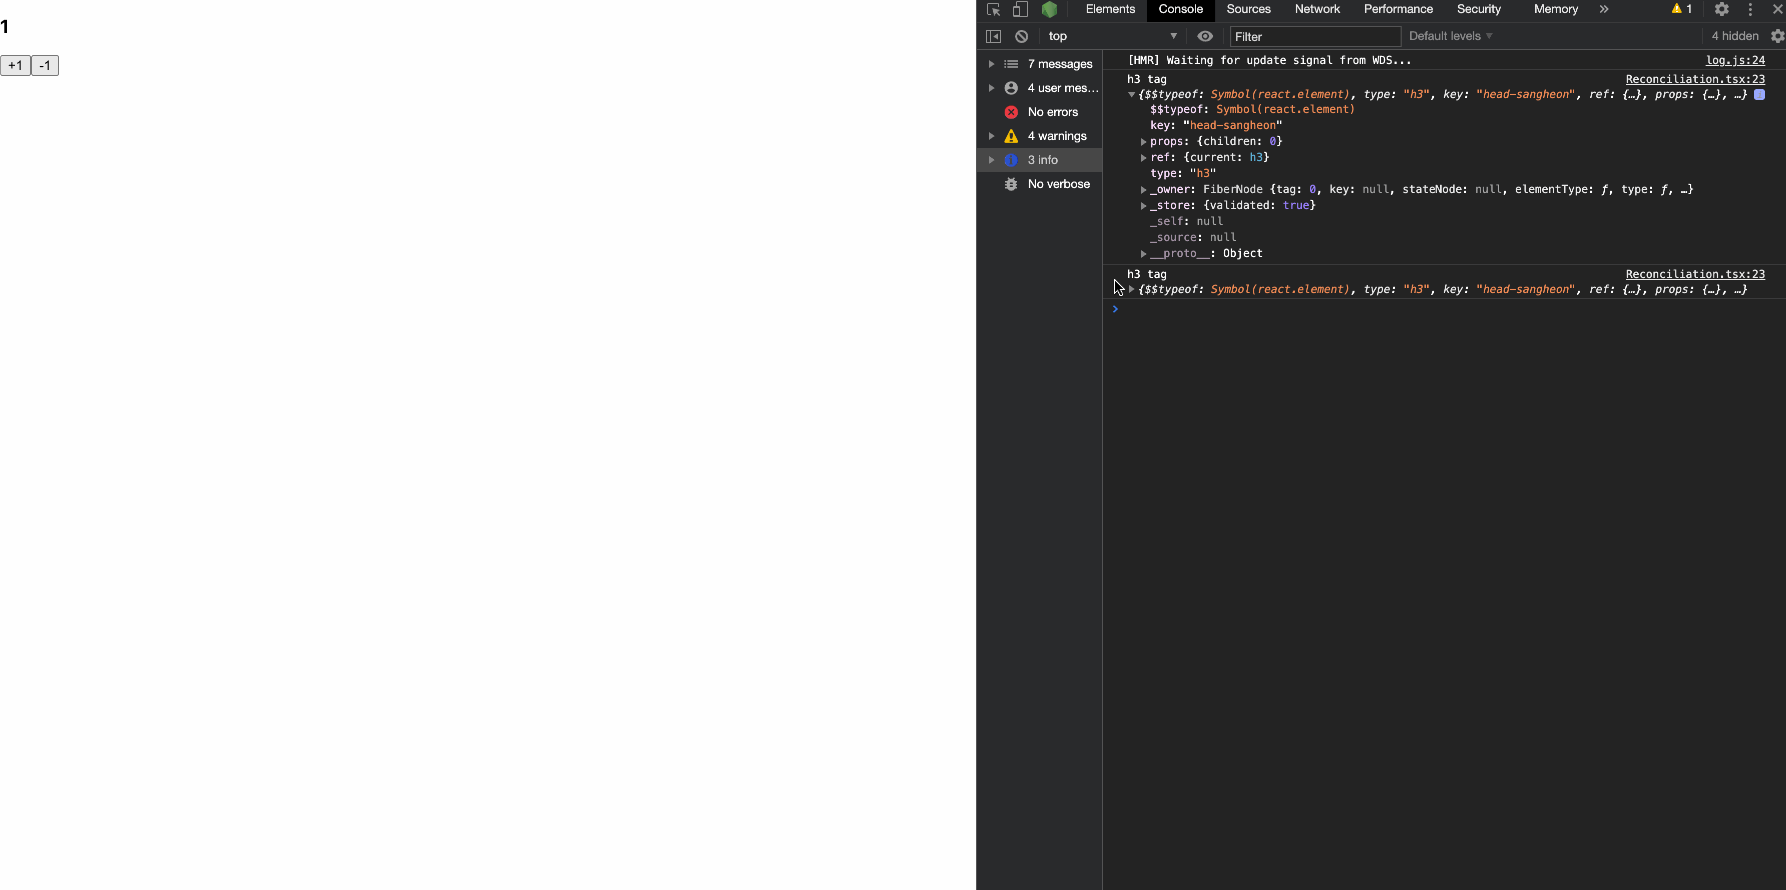 1
+1 -1
Elements Console Sources Network Performance Security Memory » 1
top Filter Default levels 4 hidden
7 messages
4 user mes...
No errors
4 warnings
3 info
No verbose
[HMR] Waiting for update signal from WDS... log.js:24
h3 tag Reconciliation.tsx:23
{$$typeof: Symbol(react.element), type: "h3", key: "head-sangheon", ref: {…}, props: {…}, …}
$$typeof: Symbol(react.element)
key: "head-sangheon"
props: {children: 0}
ref: {current: h3}
type: "h3"
_owner: FiberNode {tag: 0, key: null, stateNode: null, elementType: ƒ, type: ƒ, …}
_store: {validated: true}
_self: null
_source: null
__proto__: Object
h3 tag Reconciliation.tsx:23
{$$typeof: Symbol(react.element), type: "h3", key: "head-sangheon", ref: {…}, props: {…}, …}